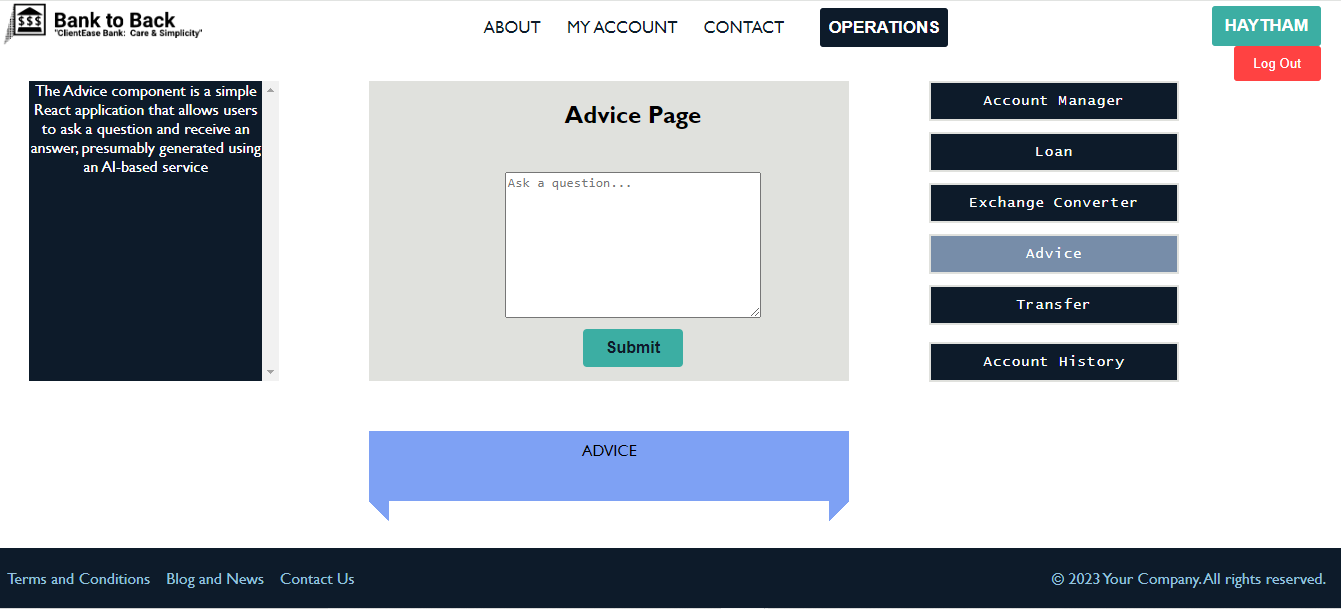 $$$ Bank to Back
"ClientEase Bank: Care & Simplicity"
ABOUT MY ACCOUNT CONTACT OPERATIONS
HAYTHAM
Log Out
The Advice component is a simple
React application that allows users
to ask a question and receive an
answer, presumably generated using
an AI-based service
Advice Page
Ask a question...
Submit
Account Manager
Loan
Exchange Converter
Advice
Transfer
Account History
ADVICE
Terms and Conditions Blog and News Contact Us
© 2023 Your Company. All rights reserved.